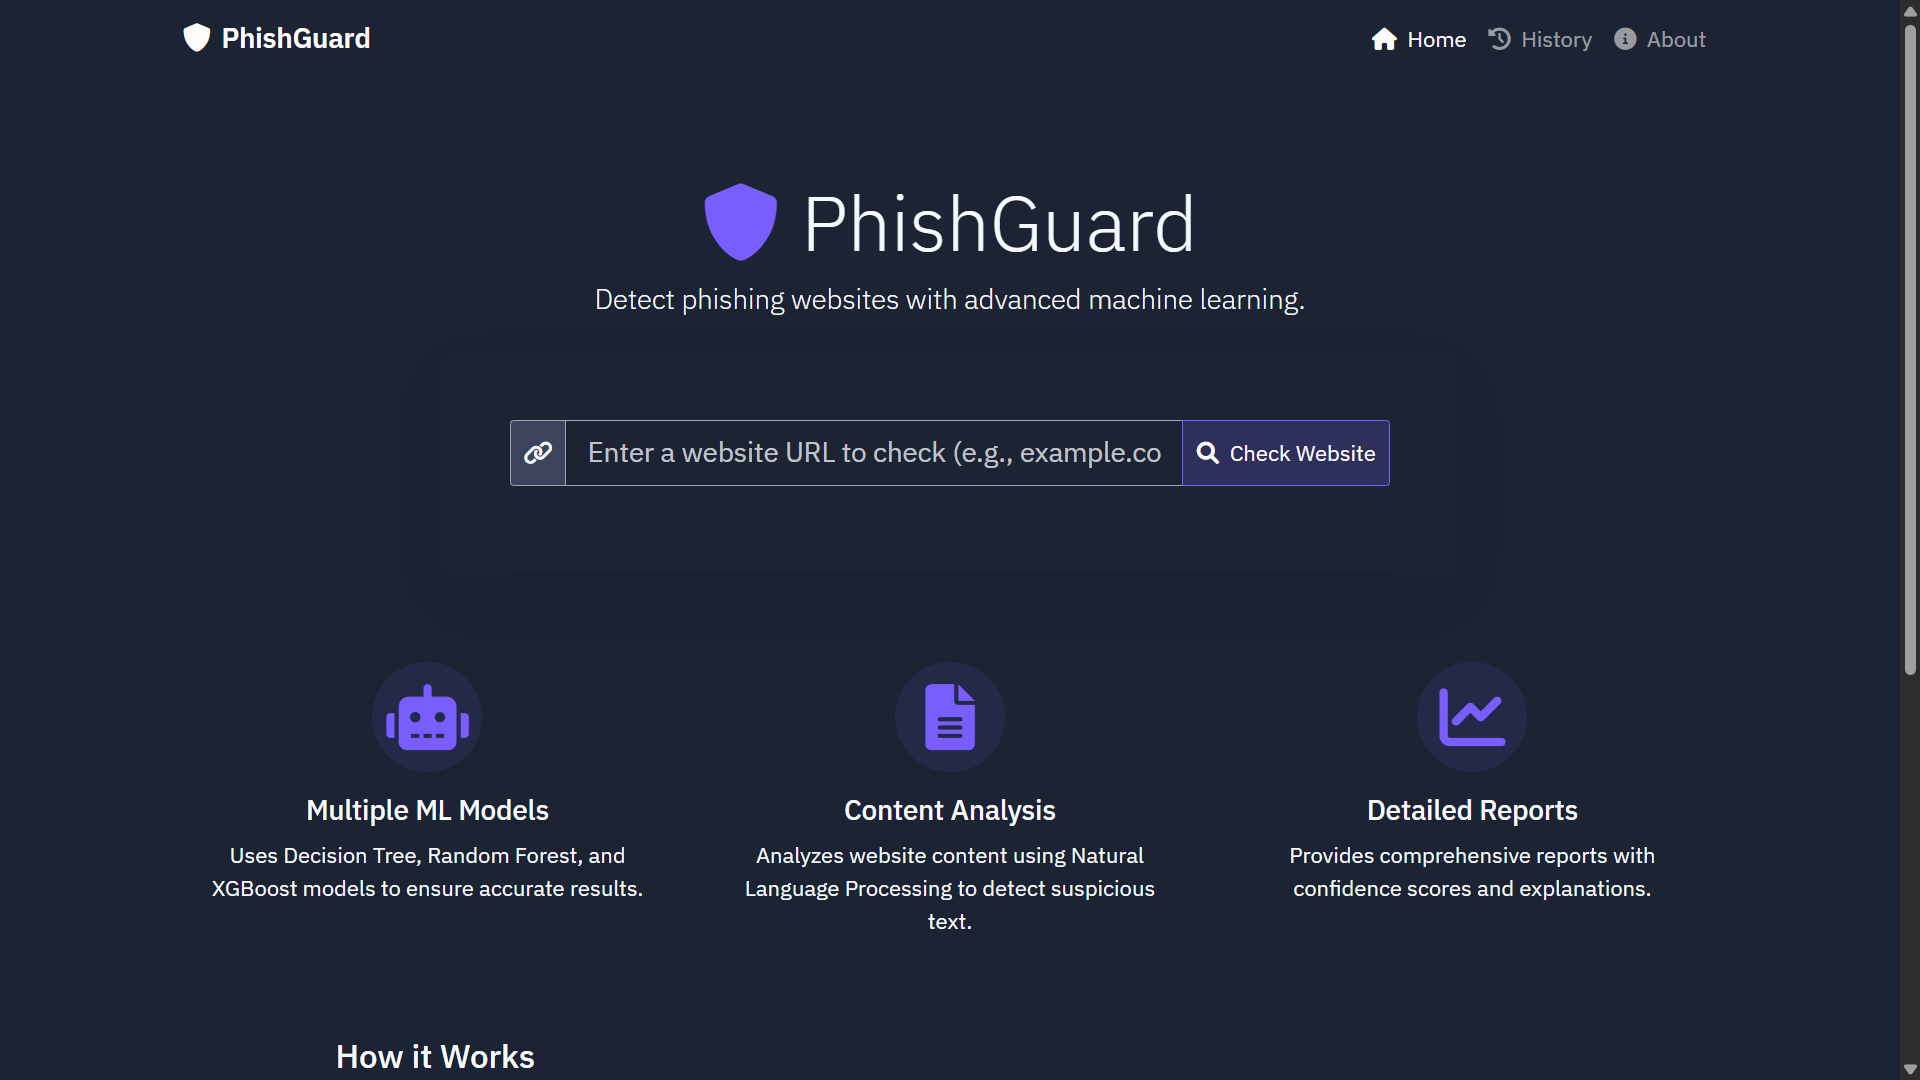 PhishGuard
Home
History
About
PhishGuard
Detect phishing websites with advanced machine learning.
Enter a website URL to check (e.g., example.co
Check Website
Multiple ML Models
Uses Decision Tree, Random Forest, and
XGBoost models to ensure accurate results.
Content Analysis
Analyzes website content using Natural
Language Processing to detect suspicious
text.
Detailed Reports
Provides comprehensive reports with
confidence scores and explanations.
How it Works